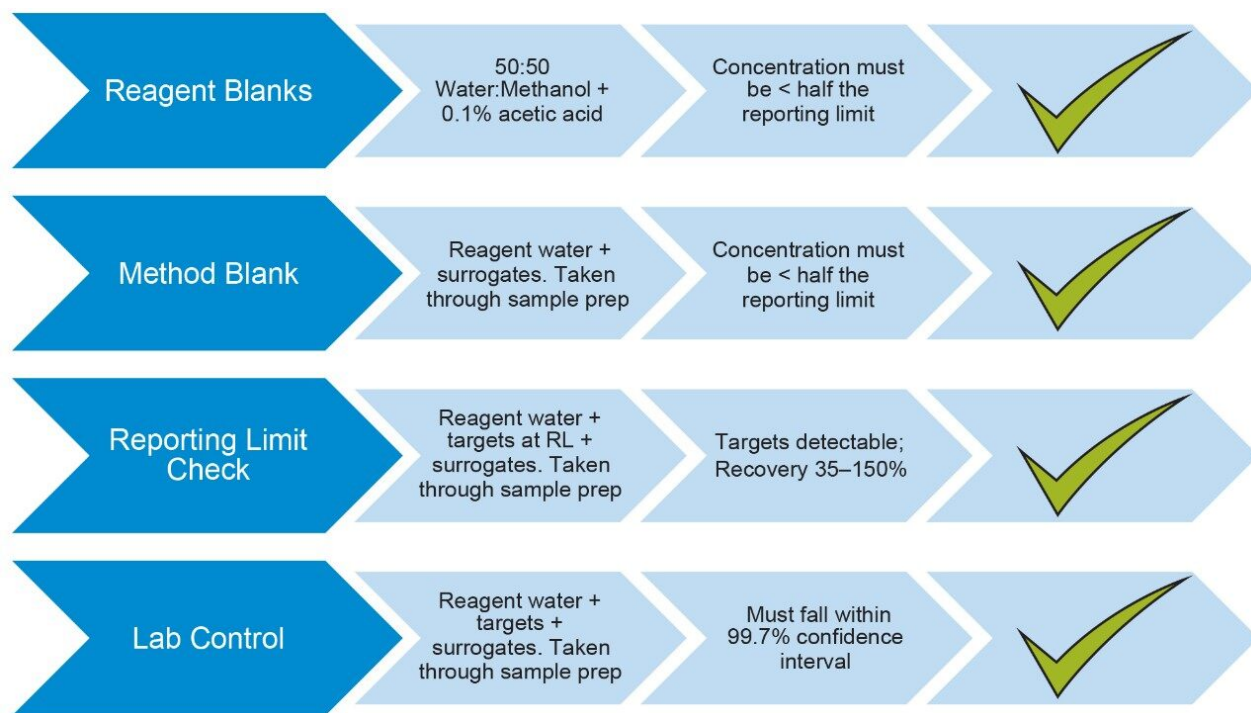 Reagent Blanks
50:50
Water:Methanol +
0.1% acetic acid
Concentration must
be < half the
reporting limit
Method Blank
Reagent water +
surrogates. Taken
through sample prep
Concentration must
be < half the
reporting limit
Reporting Limit
Check
Reagent water +
targets at RL +
surrogates. Taken
through sample prep
Targets detectable;
Recovery 35–150%
Lab Control
Reagent water +
targets +
surrogates. Taken
through sample prep
Must fall within
99.7% confidence
interval